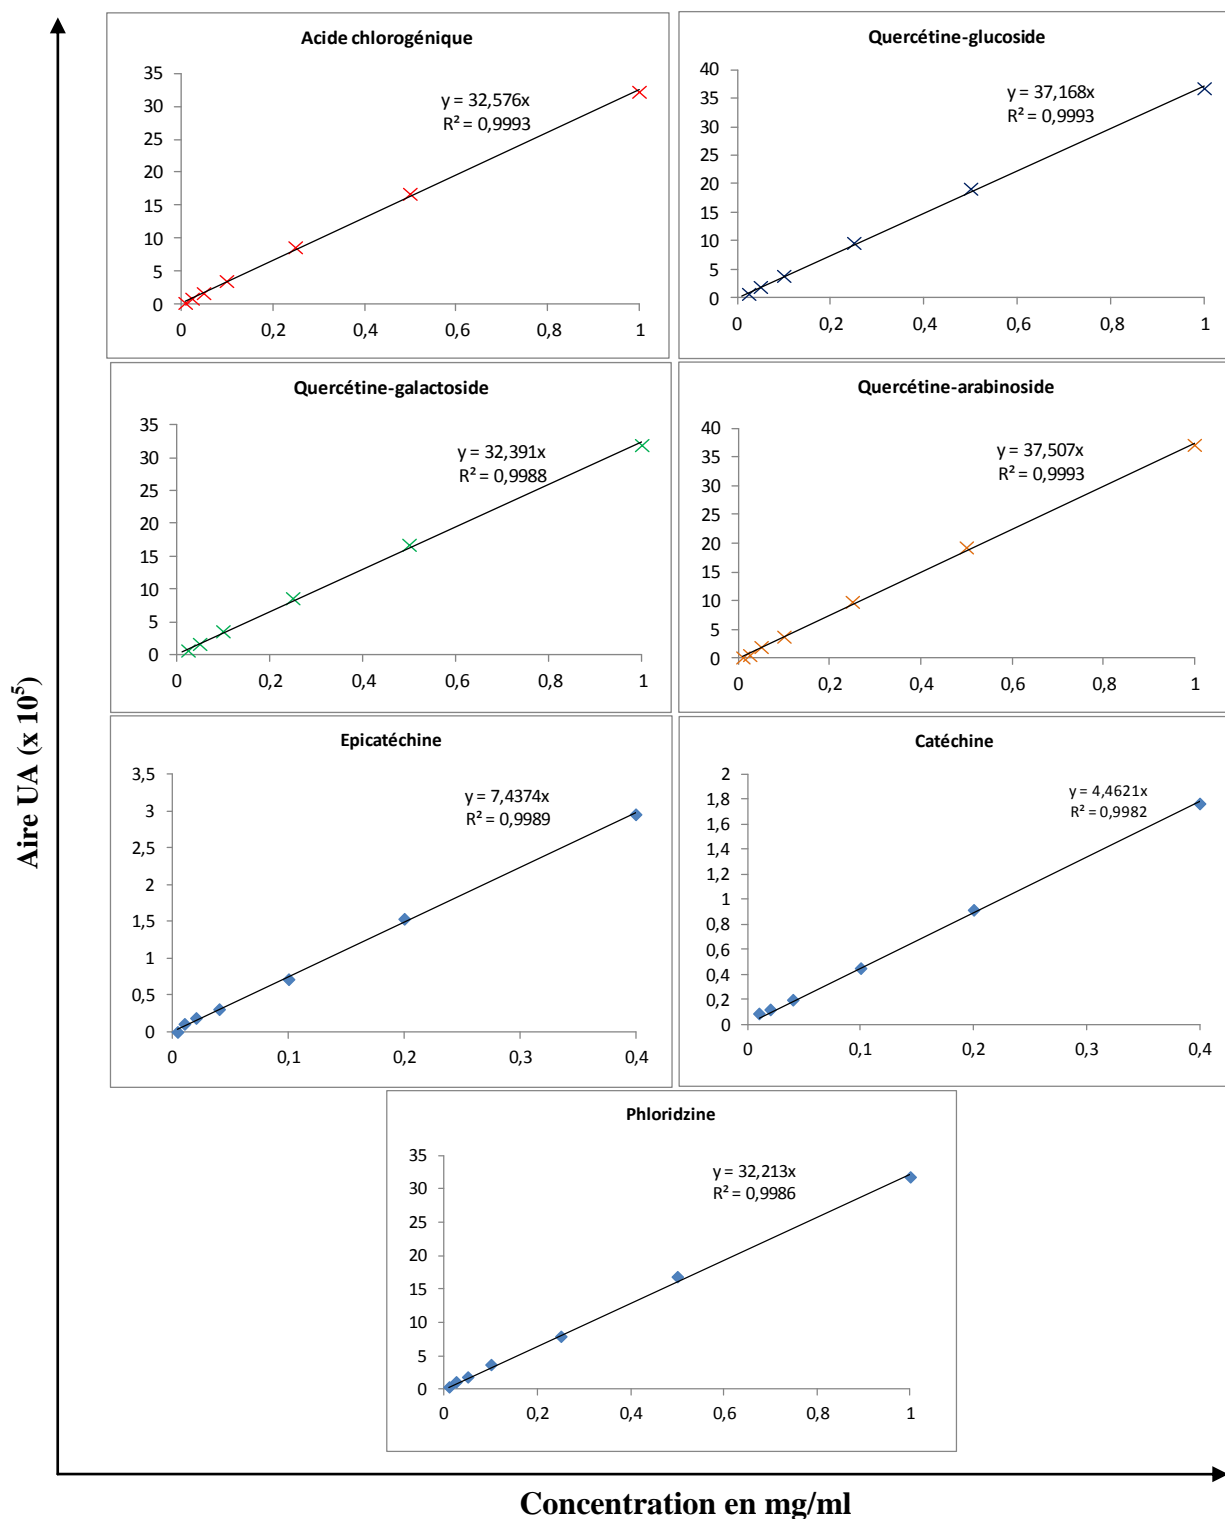 Acide chlorogénique
y = 32,576x
R² = 0,9993
35
30
25
20
15
10
5
0
0 0,2 0,4 0,6 0,8 1
Quercétine-glucoside
y = 37,168x
R² = 0,9993
40
35
30
25
20
15
10
5
0
0 0,2 0,4 0,6 0,8 1
Quercétine-galactoside
y = 32,391x
R² = 0,9988
35
30
25
20
15
10
5
0
0 0,2 0,4 0,6 0,8 1
Quercétine-arabinoside
y = 37,507x
R² = 0,9993
40
35
30
25
20
15
10
5
0
0 0,2 0,4 0,6 0,8 1
Epicatéchine
y = 7,4374x
R² = 0,9989
3,5
3
2,5
2
1,5
1
0,5
0
0 0,1 0,2 0,3 0,4
Catéchine
y = 4,4621x
R² = 0,9982
2
1,8
1,6
1,4
1,2
1
0,8
0,6
0,4
0,2
0
0 0,1 0,2 0,3 0,4
Phloridzine
y = 32,213x
R² = 0,9986
35
30
25
20
15
10
5
0
0 0,2 0,4 0,6 0,8 1
Aire UA (x 10⁵)
Concentration en mg/ml